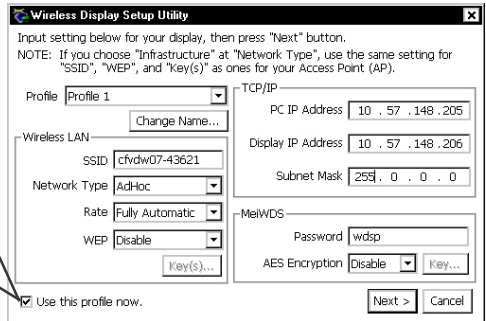 Wireless Display Setup Utility
Input setting below for your display, then press "Next" button.
NOTE: If you choose "Infrastructure" at "Network Type", use the same setting for
"SSID", "WEP", and "Key(s)" as ones for your Access Point (AP).
Profile Profile 1
Change Name...
Wireless LAN
SSID cfvdw07-43621
Network Type AdHoc
Rate Fully Automatic
WEP Disable
Key(s)...
TCP/IP
PC IP Address 10 . 57 .148 .205
Display IP Address 10 . 57 .148 .206
Subnet Mask 255. 0 . 0 . 0
MeiWDS
Password wdsp
AES Encryption Disable Key...
Use this profile now.
Next > Cancel